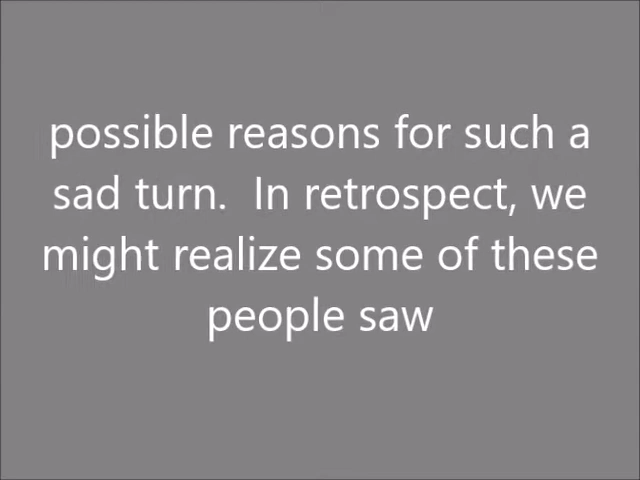 possible reasons for such a
sad turn.  In retrospect, we
might realize some of these
people saw